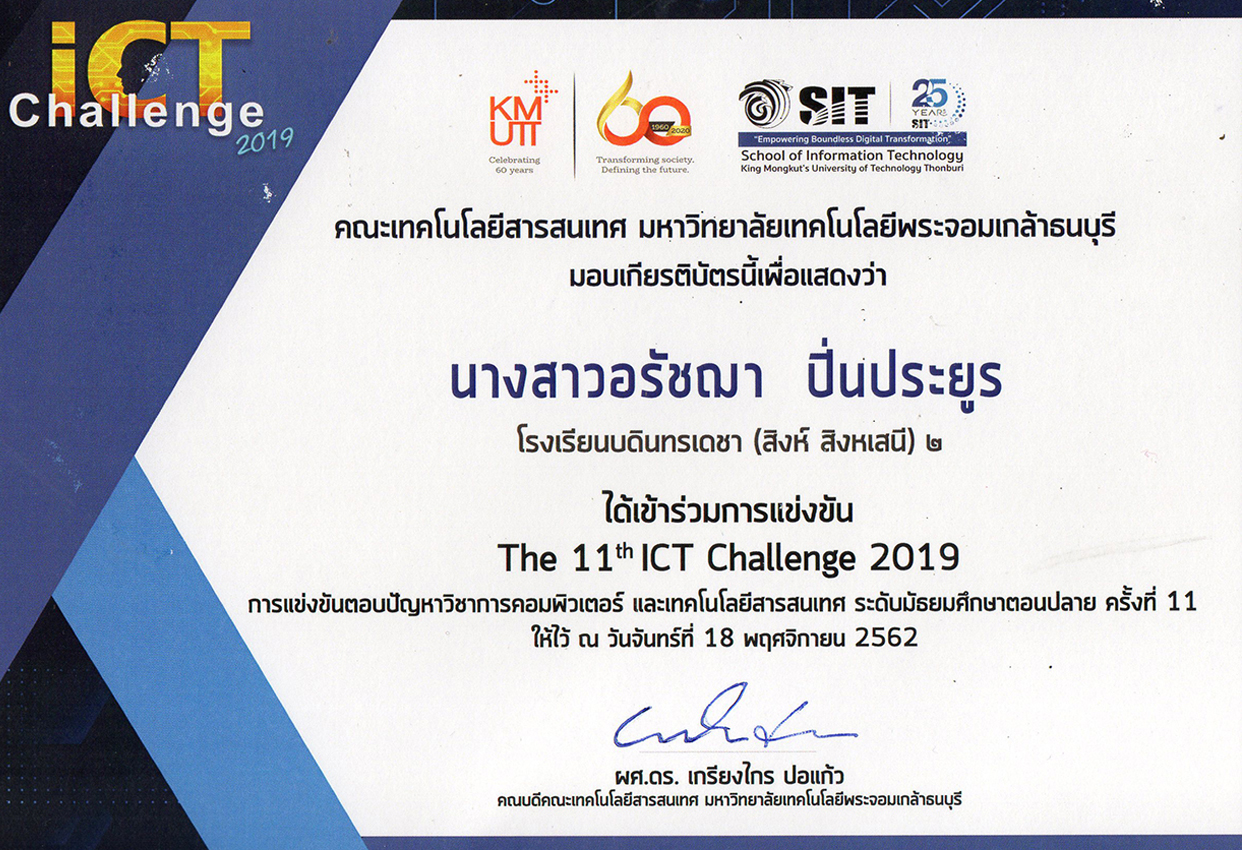 iCT
Challenge
2019
KM
UTT
Celebrating
60 years
60
1960 2020
Transforming society.
Defining the future.
SIT
25
YEARS
SIT
"Empowering Boundless Digital Transformation"
School of Information Technology
King Mongkut's University of Technology Thonburi
คณะเทคโนโลยีสารสนเทศ มหาวิทยาลัยเทคโนโลยีพระจอมเกล้าธนบุรี
มอบเกียรติบัตรนี้เพื่อแสดงว่า
นางสาวอรัชฌา ปิ่นประยูร
โรงเรียนบดินทรเดชา (สิงห์ สิงหเสนี) ๒
ได้เข้าร่วมการแข่งขัน
The 11th ICT Challenge 2019
การแข่งขันตอบปัญหาวิชาการคอมพิวเตอร์ และเทคโนโลยีสารสนเทศ ระดับมัธยมศึกษาตอนปลาย ครั้งที่ 11
ให้ไว้ ณ วันจันทร์ที่ 18 พฤศจิกายน 2562
ผศ.ดร. เกรียงไกร ปอแก้ว
คณบดีคณะเทคโนโลยีสารสนเทศ มหาวิทยาลัยเทคโนโลยีพระจอมเกล้าธนบุรี